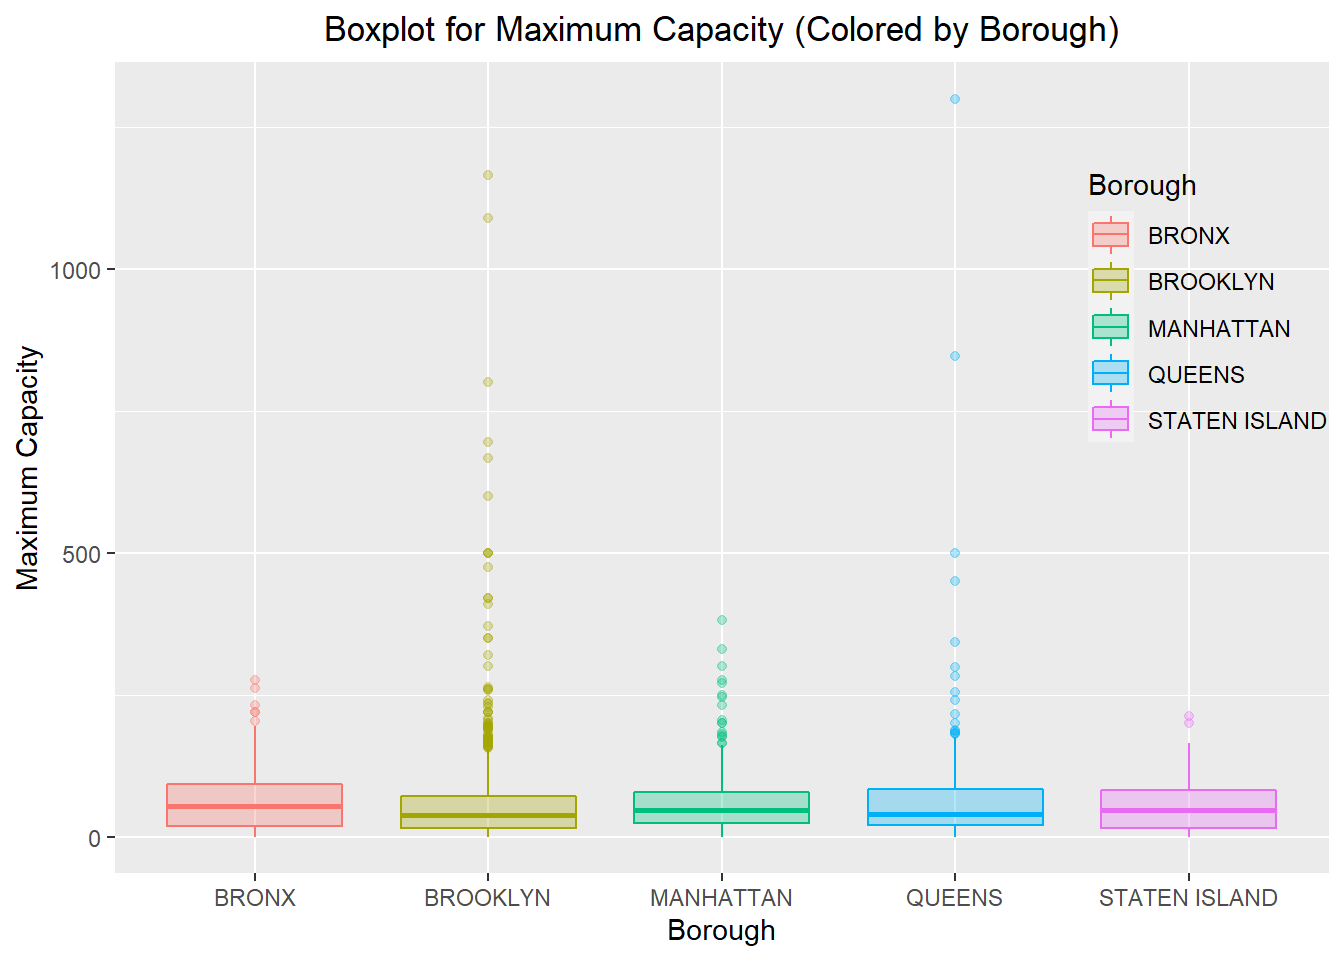 Boxplot for Maximum Capacity (Colored by Borough)
Maximum Capacity
1000
500
0
Borough
BRONX
BROOKLYN
MANHATTAN
QUEENS
STATEN ISLAND
BRONX
BROOKLYN
MANHATTAN
QUEENS
STATEN ISLAND
Borough